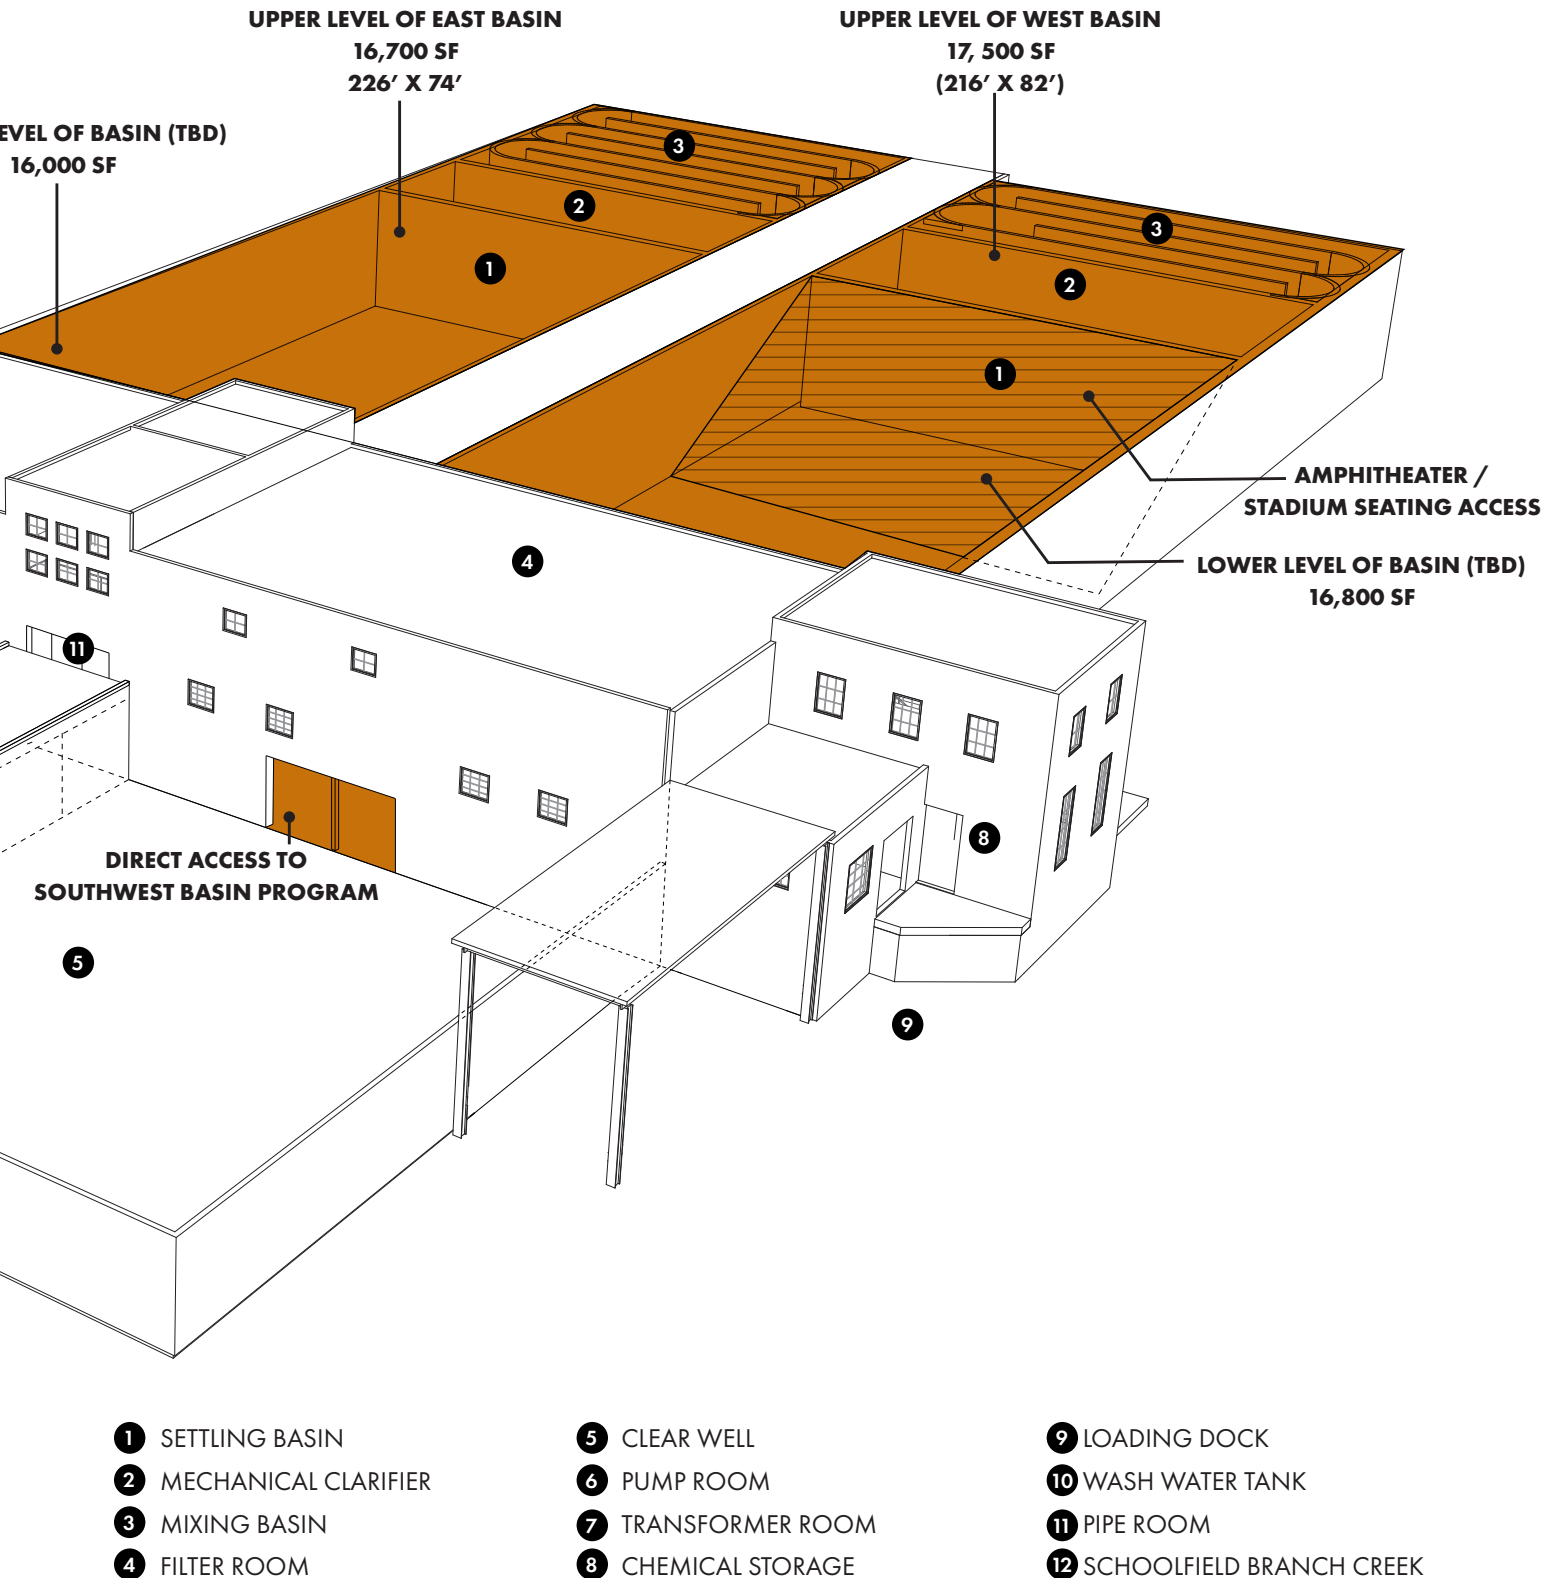 UPPER LEVEL OF EAST BASIN
16,700 SF
226' X 74'
UPPER LEVEL OF WEST BASIN
17, 500 SF
(216' X 82')
LEVEL OF BASIN (TBD)
16,000 SF
3
2
1
3
2
1
AMPHITHEATER /
STADIUM SEATING ACCESS
LOWER LEVEL OF BASIN (TBD)
16,800 SF
4
11
8
DIRECT ACCESS TO
SOUTHWEST BASIN PROGRAM
5
9
1 SETTLING BASIN
2 MECHANICAL CLARIFIER
3 MIXING BASIN
4 FILTER ROOM
5 CLEAR WELL
6 PUMP ROOM
7 TRANSFORMER ROOM
8 CHEMICAL STORAGE
9 LOADING DOCK
10 WASH WATER TANK
11 PIPE ROOM
12 SCHOOLFIELD BRANCH CREEK